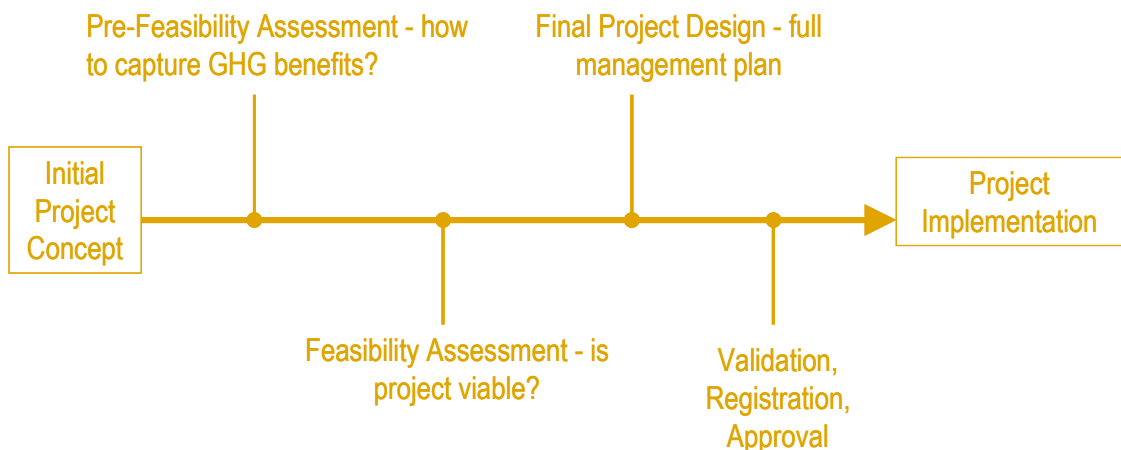 Pre-Feasibility Assessment - how
to capture GHG benefits?
Final Project Design - full
management plan
Initial
Project
Concept
Project
Implementation
Feasibility Assessment - is
project viable?
Validation,
Registration,
Approval